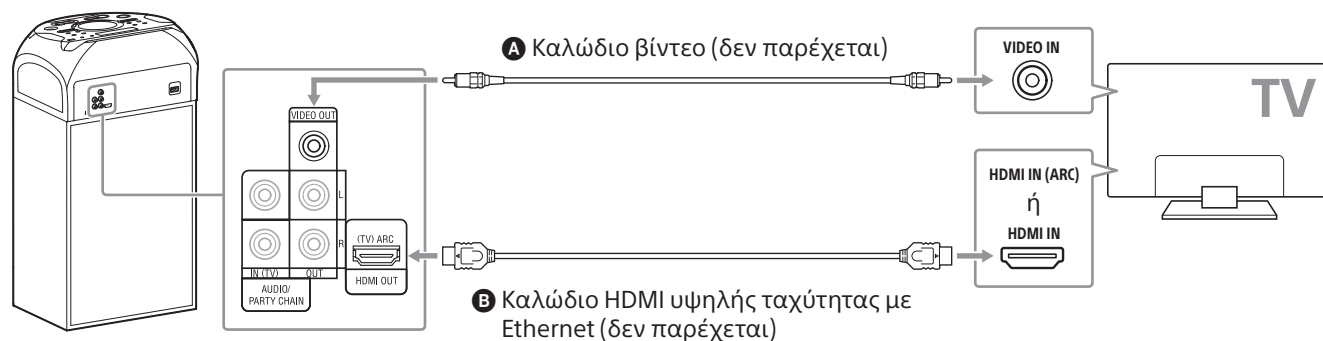 A Καλώδιο βίντεο (δεν παρέχεται)
VIDEO IN
TV
VIDEO OUT
L
R
(TV) ARC
IN (TV)
OUT
HDMI OUT
AUDIO/
PARTY CHAIN
HDMI IN (ARC)
ή
HDMI IN
B Καλώδιο HDMI υψηλής ταχύτητας με
Ethernet (δεν παρέχεται)